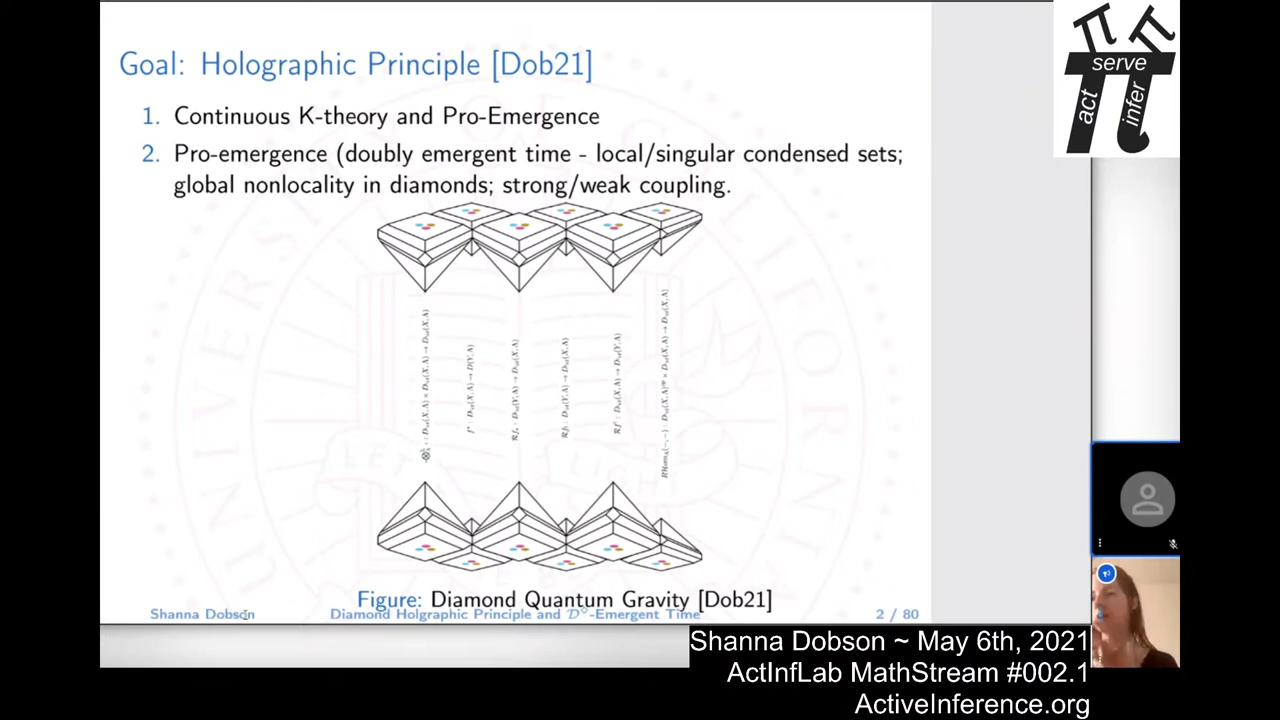 Goal: Holographic Principle [Dob21]
1. Continuous K-theory and Pro-Emergence
2. Pro-emergence (doubly emergent time - local/singular condensed sets;
global nonlocality in diamonds; strong/weak coupling.
Figure: Diamond Quantum Gravity [Dob21]
Shanna Dobson
Diamond Holgraphic Principle and 𝒟◇-Emergent Time
2 / 80
π π
serve
act
infer
Shanna Dobson ~ May 6th, 2021
ActInfLab MathStream #002.1
ActiveInference.org